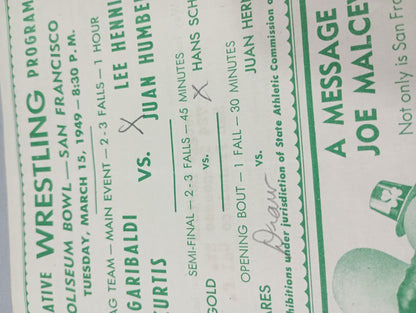 ATIVE WRESTLING PROGRAM
OLISEUM BOWL—SAN FRANCISCO
TUESDAY, MARCH 15, 1949 — 8:30 P.M.
AG TEAM — MAIN EVENT — 2 - 3 FALLS — 1 HOUR
GARIBALDI LEE HENNI
vs. X
CURTIS JUAN HUMBE
SEMI-FINAL — 2 - 3 FALLS — 45 MINUTES
GOLD vs. X HANS SCH
OPENING BOUT — 1 FALL — 30 MINUTES
ARES vs. JUAN HER
Draw
hibitions under jurisdiction of State Athletic Commission o
A MESSAGE
JOE MALCE
Not only is San Fra